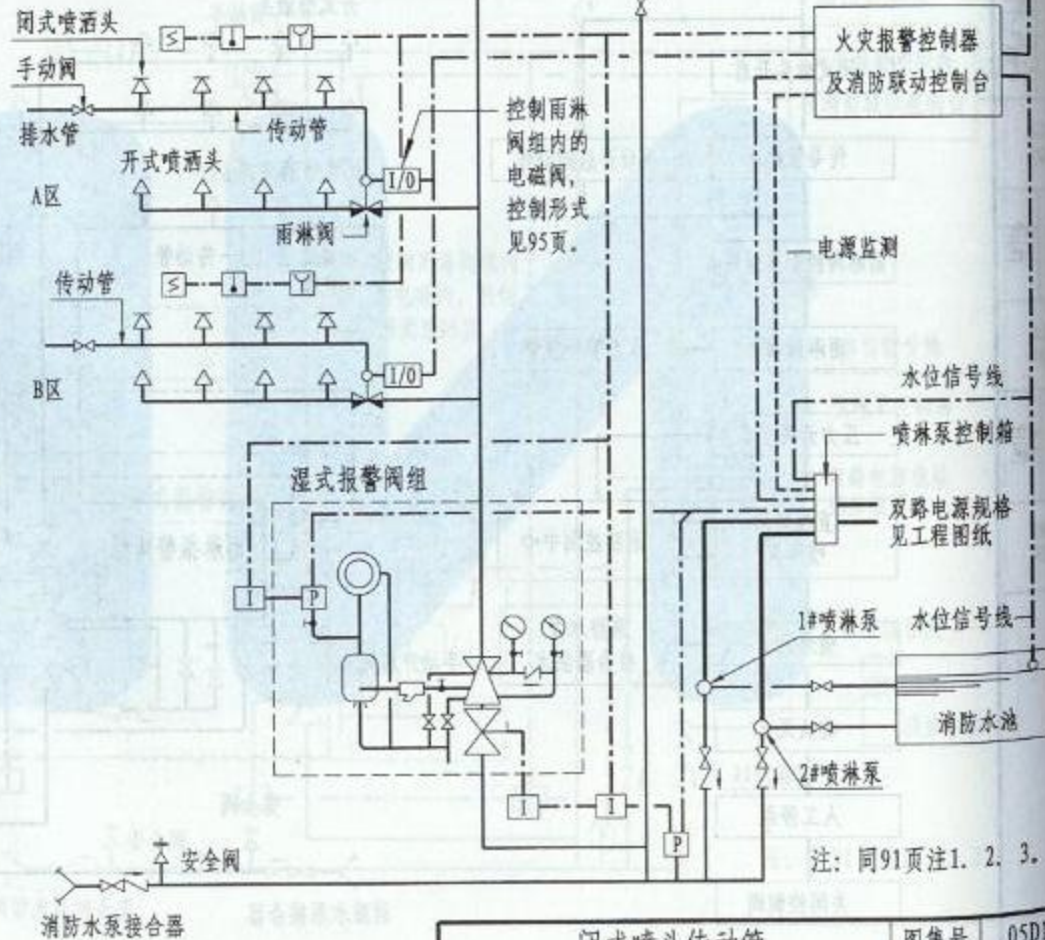 闭式喷洒头
手动阀
排水管
传动管
开式喷洒头
A区
雨淋阀
I/O
控制雨淋
阀组内的
电磁阀,
控制形式
见95页。
火灾报警控制器
及消防联动控制台
电源监测
传动管
B区
I/O
水位信号线
喷淋泵控制箱
双路电源规格
见工程图纸
湿式报警阀组
I
P
1#喷淋泵
水位信号线
消防水池
2#喷淋泵
I
I
P
安全阀
消防水泵接合器
注: 同91页注1. 2. 3.
闭式喷头传动管
图集号